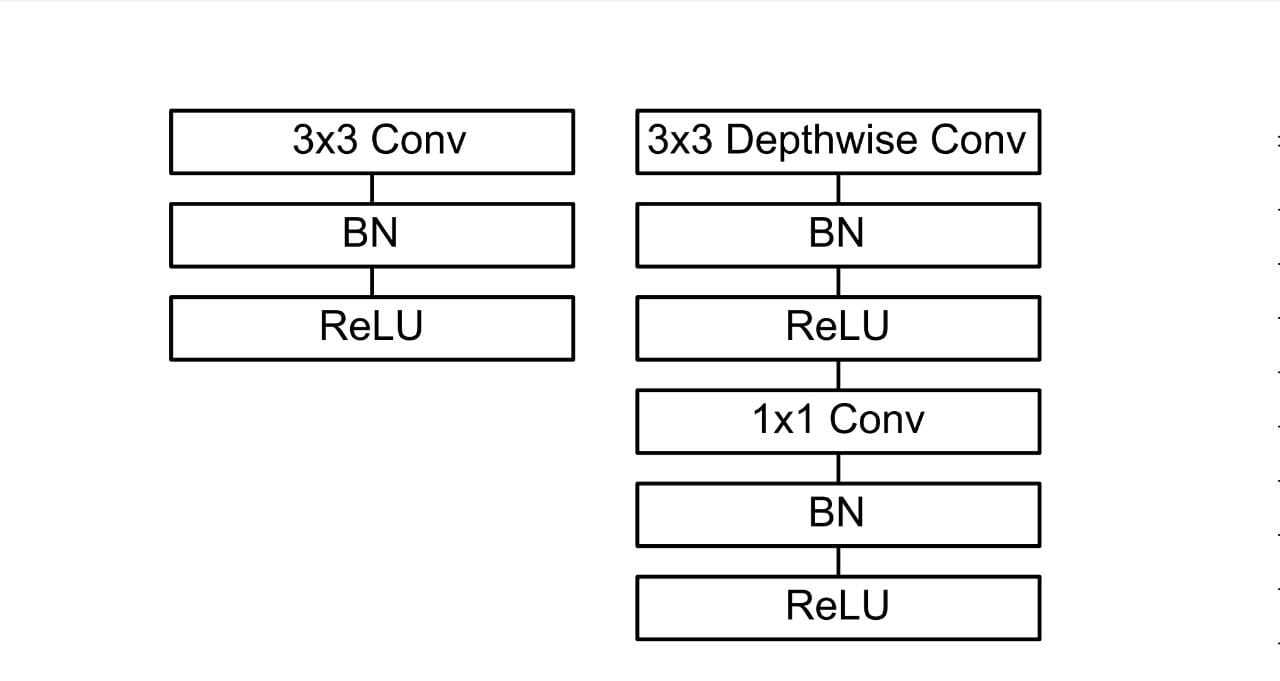 3x3 Conv
BN
ReLU
3x3 Depthwise Conv
BN
ReLU
1x1 Conv
BN
ReLU